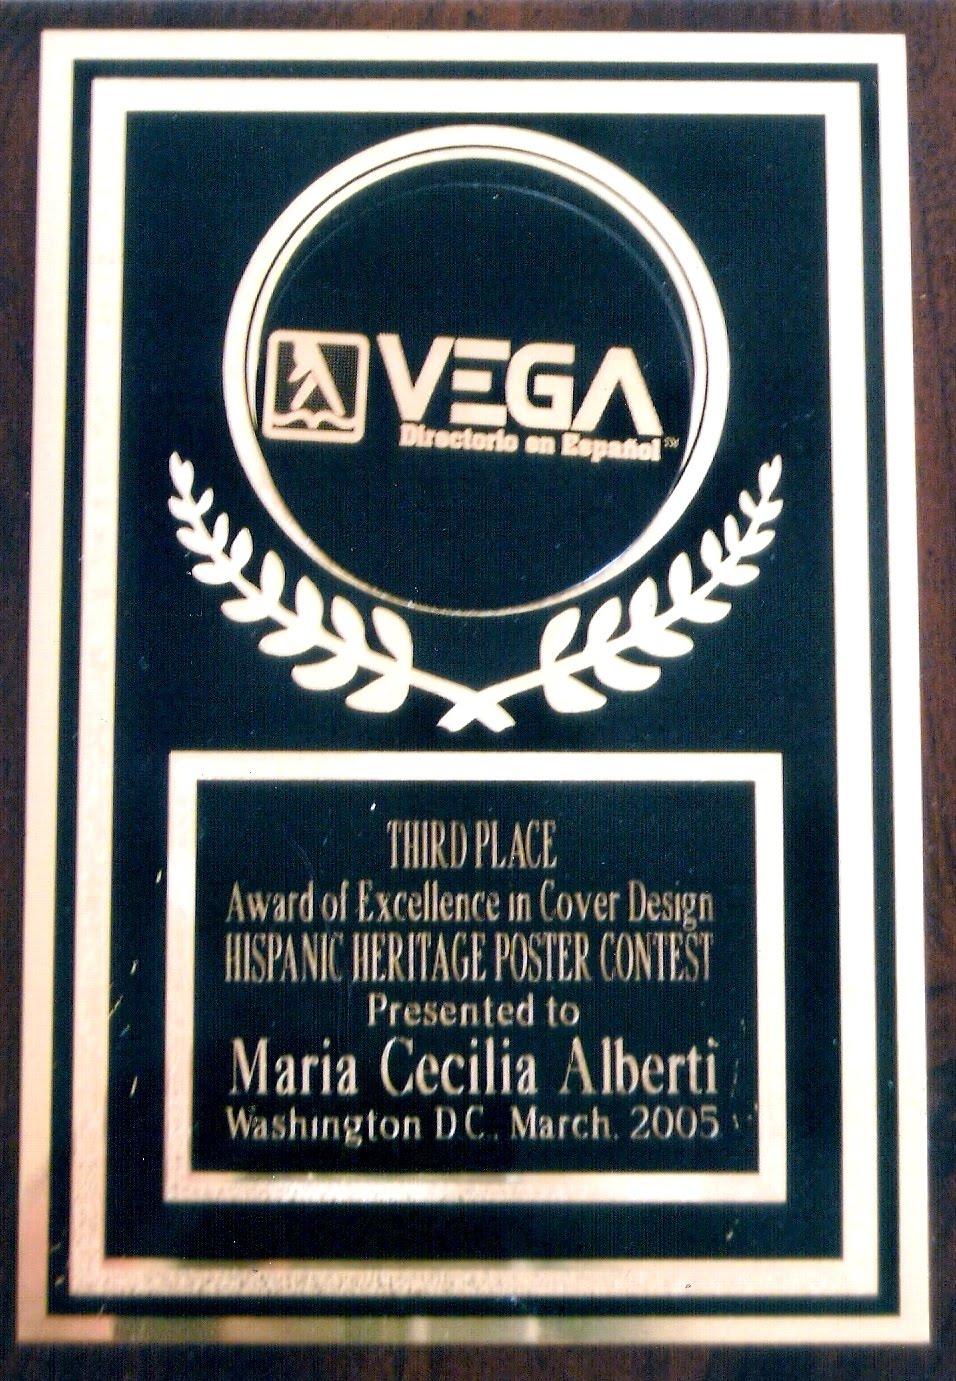 VEGA
Directorio en Español℠
THIRD PLACE
Award of Excellence in Cover Design
HISPANIC HERITAGE POSTER CONTEST
Presented to
Maria Cecilia Alberti
Washington D.C., March, 2005